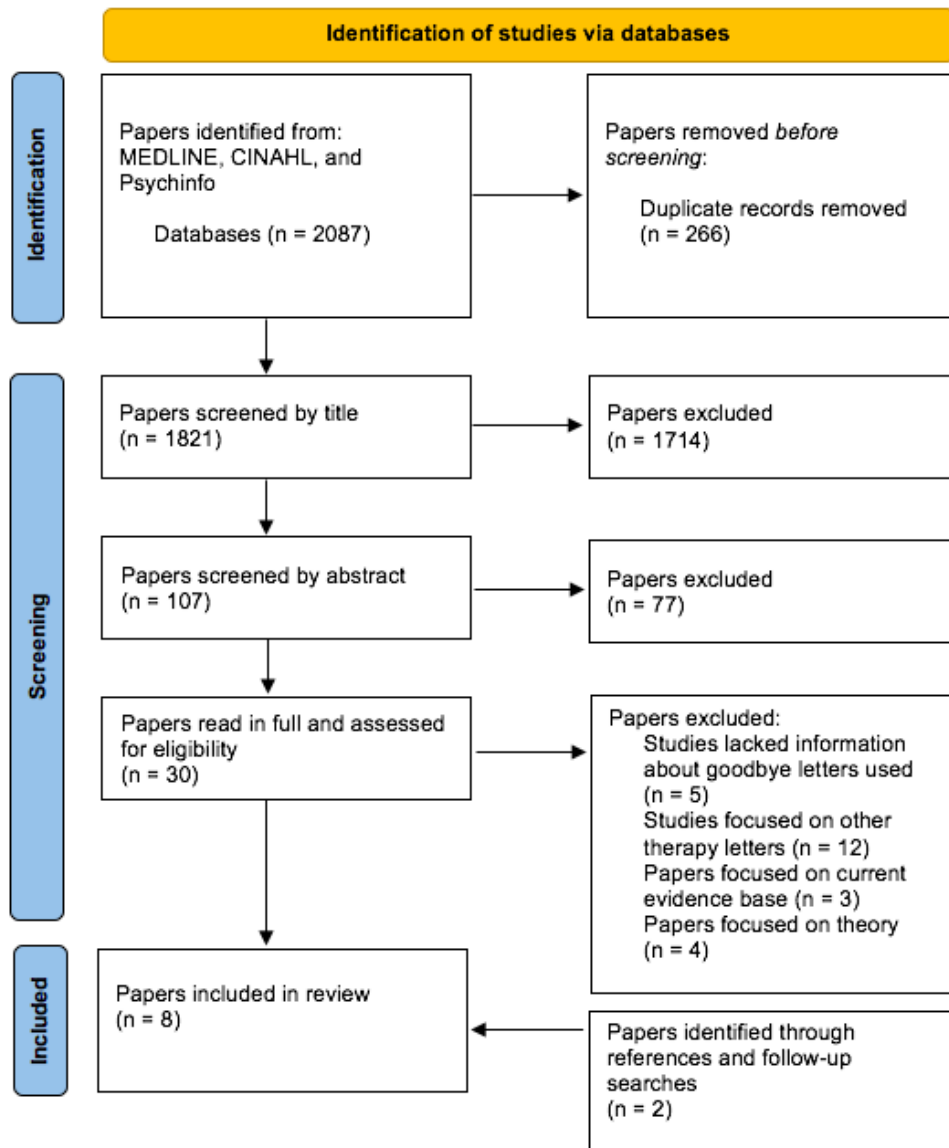 Identification of studies via databases
Identification
Papers identified from:
MEDLINE, CINAHL, and
Psychinfo
Databases (n = 2087)
Papers removed before
screening:
Duplicate records removed
(n = 266)
Screening
Papers screened by title
(n = 1821)
Papers excluded
(n = 1714)
Papers screened by abstract
(n = 107)
Papers excluded
(n = 77)
Papers read in full and assessed
for eligibility
(n = 30)
Papers excluded:
Studies lacked information
about goodbye letters used
(n = 5)
Studies focused on other
therapy letters (n = 12)
Papers focused on current
evidence base (n = 3)
Papers focused on theory
(n = 4)
Included
Papers included in review
(n = 8)
Papers identified through
references and follow-up
searches
(n = 2)